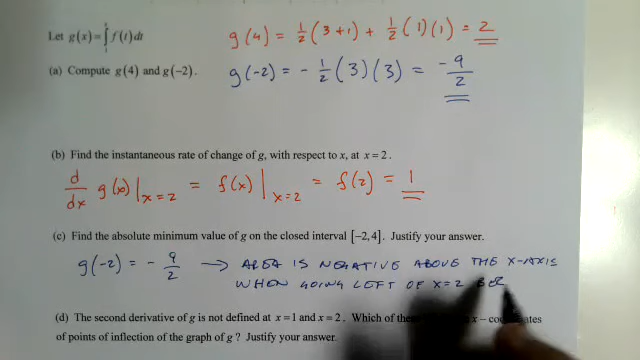 Let g(x) = ∫₁ˣ f(t)dt
g(4) = 1/2 (3+1) + 1/2 (1)(1) = 2
(a) Compute g(4) and g(-2).
g(-2) = - 1/2 (3)(3) = -9/2
(b) Find the instantaneous rate of change of g, with respect to x, at x = 2.
d/dx g(x)|x=2 = f(x)|x=2 = f(2) = 1
(c) Find the absolute minimum value of g on the closed interval [-2,4]. Justify your answer.
g(-2) = - 9/2 → AREA IS NEGATIVE ABOVE THE X-AXIS
WHEN GOING LEFT OF X=2
(d) The second derivative of g is not defined at x = 1 and x = 2. Which of x – coordinates
of points of inflection of the graph of g ? Justify your answer.